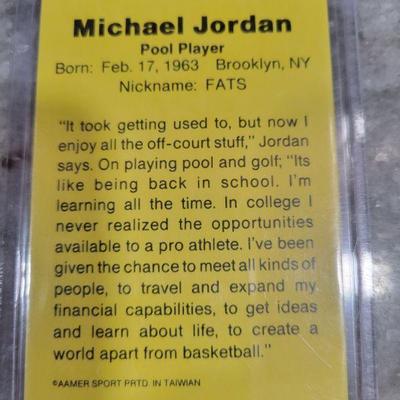 Michael Jordan
Pool Player
Born: Feb. 17, 1963 Brooklyn, NY
Nickname: FATS
"It took getting used to, but now I
enjoy all the off-court stuff," Jordan
says. On playing pool and golf; "Its
like being back in school. I'm
learning all the time. In college I
never realized the opportunities
available to a pro athlete. I've been
given the chance to meet all kinds of
people, to travel and expand my
financial capabilities, to get ideas
and learn about life, to create a
world apart from basketball."
©AAMER SPORT PRTD. IN TAIWAN